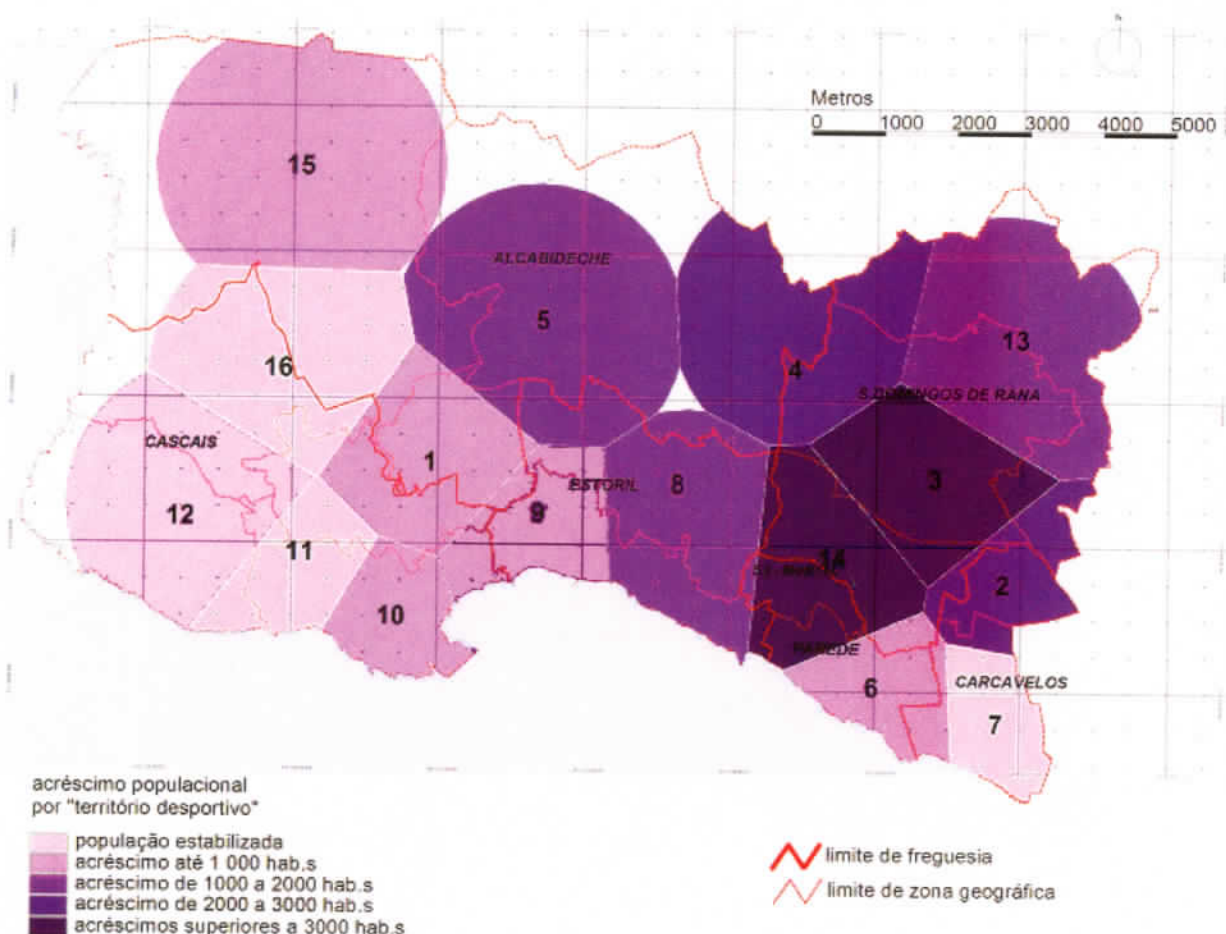 Metros
0 1000 2000 3000 4000 5000
15
ALCABIDECHE
5
4
13
16
S.DOMINGOS DE RANA
CASCAIS
1
ESTORIL
8
3
12
9
11
14
2
10
PAREDE
6
CARCAVELOS
7
acréscimo populacional
por "território desportivo"
população estabilizada
acréscimo até 1 000 hab.s
acréscimo de 1000 a 2000 hab.s
acréscimo de 2000 a 3000 hab.s
acréscimos superiores a 3000 hab.s
limite de freguesia
limite de zona geográfica